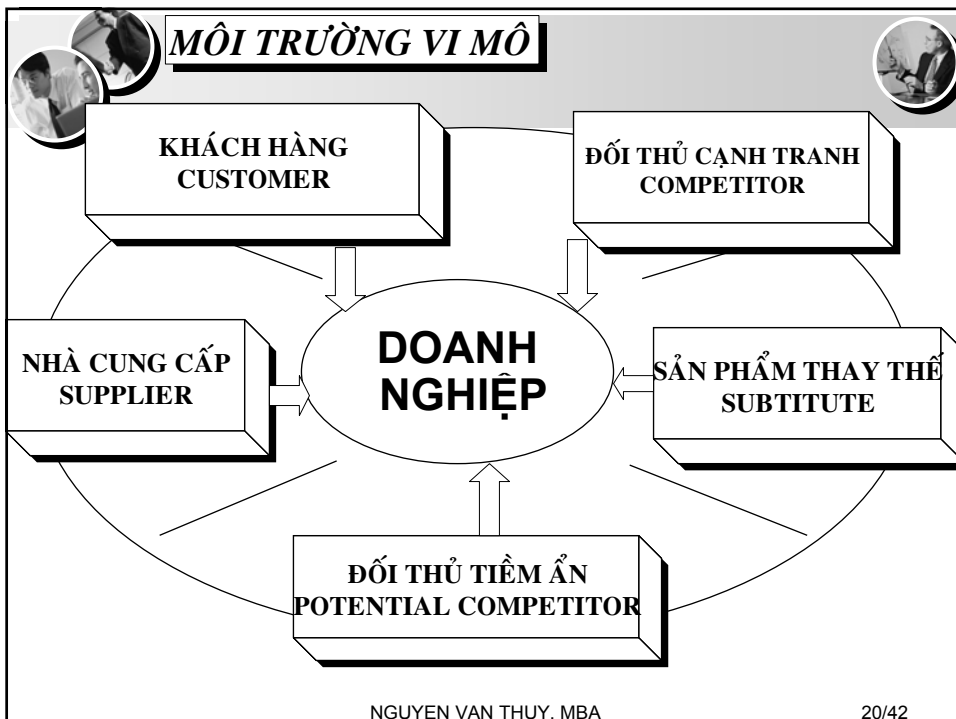 MÔI TRƯỜNG VI MÔ
KHÁCH HÀNG
CUSTOMER
ĐỐI THỦ CẠNH TRANH
COMPETITOR
NHÀ CUNG CẤP
SUPPLIER
DOANH
NGHIỆP
SẢN PHẨM THAY THẾ
SUBTITUTE
ĐỐI THỦ TIỀM ẨN
POTENTIAL COMPETITOR
NGUYEN VAN THUY, MBA
20/42